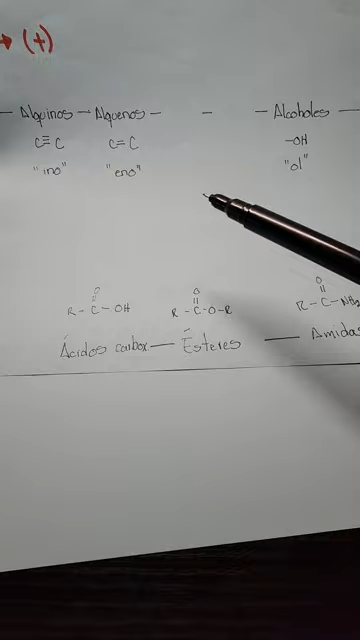 → (+)
— Alquinos — Alquenos — — — Alcoholes
C≡C C=C —OH
"ino" "eno" "ol"
O O O
R - C - OH R - C - O - R R - C - NH2
Ácidos carbox — Ésteres — Amidas